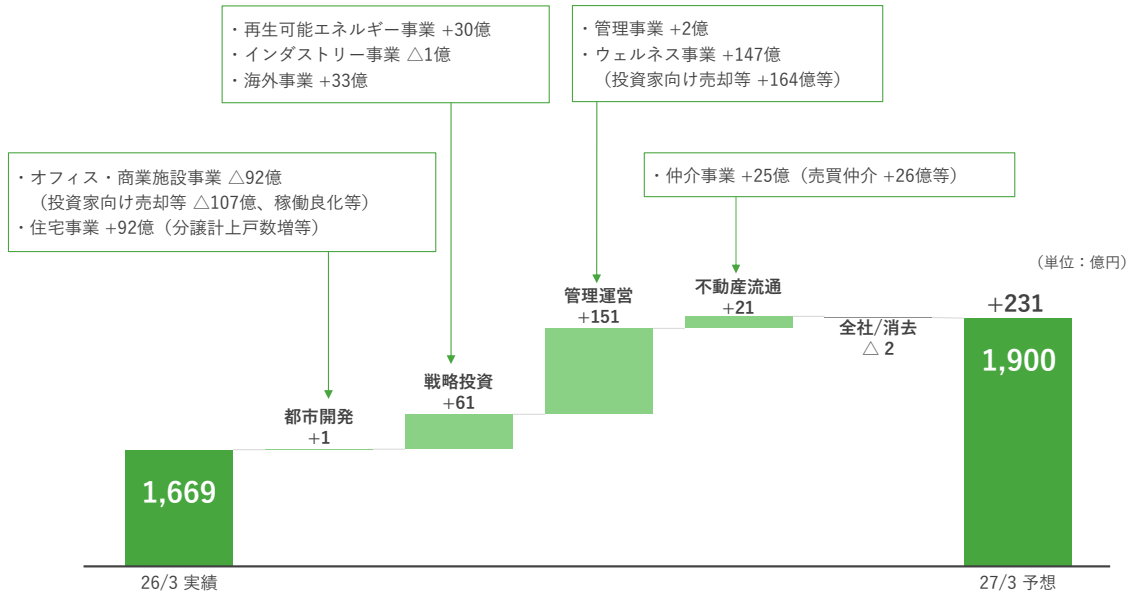 ・再生可能エネルギー事業 +30億
・インダストリー事業 △1億
・海外事業 +33億
・管理事業 +2億
・ウェルネス事業 +147億
（投資家向け売却等 +164億等）
・オフィス・商業施設事業 △92億
（投資家向け売却等 △107億、稼働良化等）
・住宅事業 +92億（分譲計上戸数増等）
・仲介事業 +25億（売買仲介 +26億等）
（単位：億円）
都市開発
+1
戦略投資
+61
管理運営
+151
不動産流通
+21
全社/消去
△ 2
+231
1,669
1,900
26/3 実績
27/3 予想